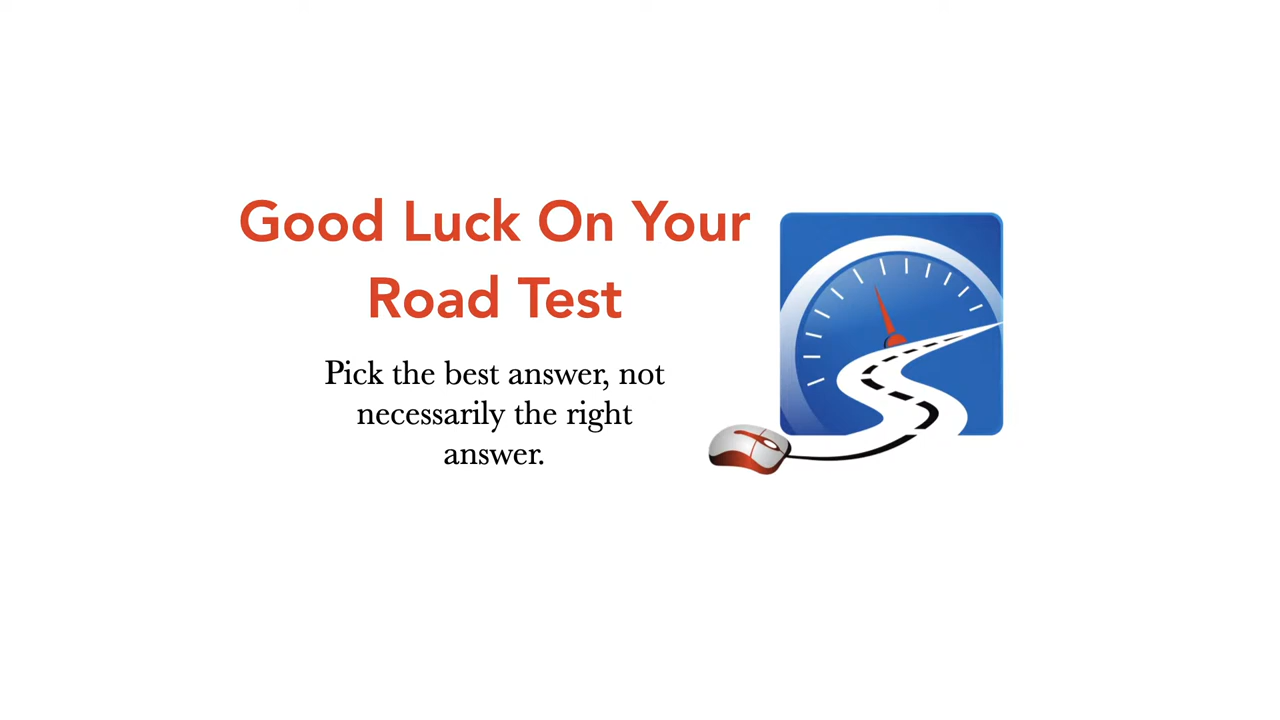 Good Luck On Your
Road Test
Pick the best answer, not
necessarily the right
answer.